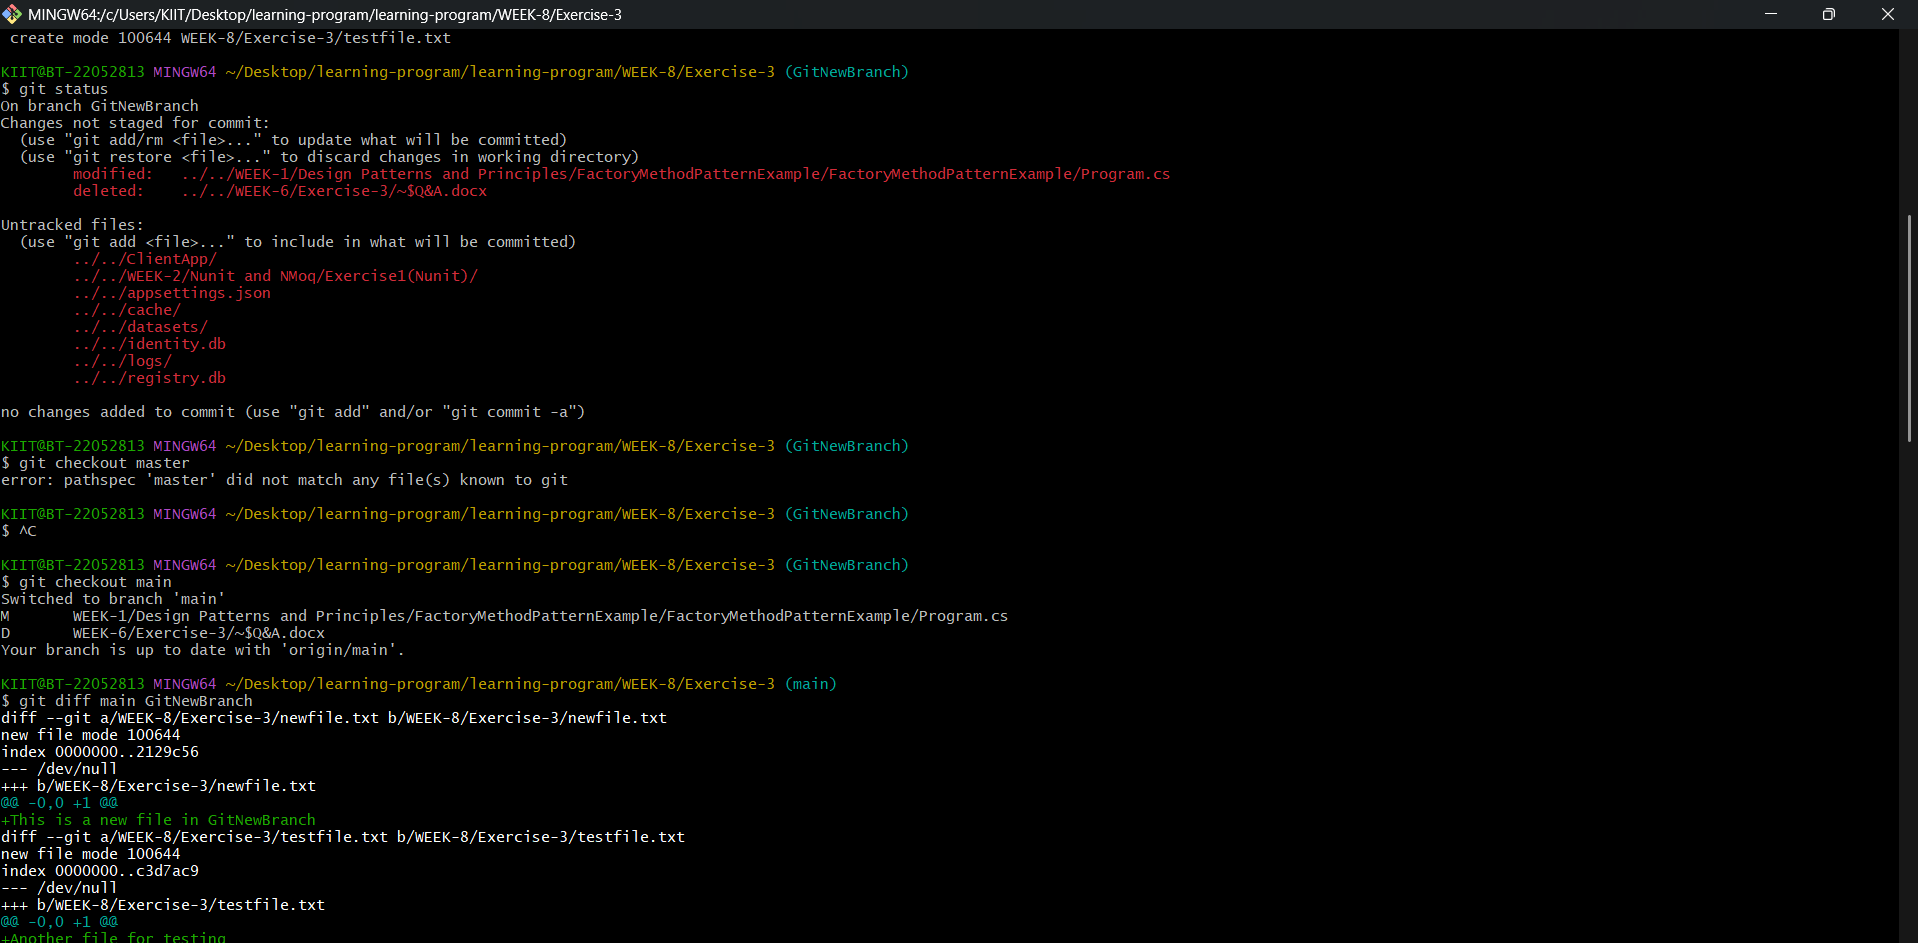 MINGW64:/c/Users/KIIT/Desktop/learning-program/learning-program/WEEK-8/Exercise-3
 create mode 100644 WEEK-8/Exercise-3/testfile.txt
KIIT@BT-22052813 MINGW64 ~/Desktop/learning-program/learning-program/WEEK-8/Exercise-3 (GitNewBranch)
$ git status
On branch GitNewBranch
Changes not staged for commit:
  (use "git add/rm <file>..." to update what will be committed)
  (use "git restore <file>..." to discard changes in working directory)
        modified:   ../../WEEK-1/Design Patterns and Principles/FactoryMethodPatternExample/FactoryMethodPatternExample/Program.cs
        deleted:    ../../WEEK-6/Exercise-3/~$Q&A.docx
Untracked files:
  (use "git add <file>..." to include in what will be committed)
        ../../ClientApp/
        ../../WEEK-2/Nunit and NMoq/Exercise1(Nunit)/
        ../../appsettings.json
        ../../cache/
        ../../datasets/
        ../../identity.db
        ../../logs/
        ../../registry.db
no changes added to commit (use "git add" and/or "git commit -a")
KIIT@BT-22052813 MINGW64 ~/Desktop/learning-program/learning-program/WEEK-8/Exercise-3 (GitNewBranch)
$ git checkout master
error: pathspec 'master' did not match any file(s) known to git
KIIT@BT-22052813 MINGW64 ~/Desktop/learning-program/learning-program/WEEK-8/Exercise-3 (GitNewBranch)
$ ^C
KIIT@BT-22052813 MINGW64 ~/Desktop/learning-program/learning-program/WEEK-8/Exercise-3 (GitNewBranch)
$ git checkout main
Switched to branch 'main'
M       WEEK-1/Design Patterns and Principles/FactoryMethodPatternExample/FactoryMethodPatternExample/Program.cs
D       WEEK-6/Exercise-3/~$Q&A.docx
Your branch is up to date with 'origin/main'.
KIIT@BT-22052813 MINGW64 ~/Desktop/learning-program/learning-program/WEEK-8/Exercise-3 (main)
$ git diff main GitNewBranch
diff --git a/WEEK-8/Exercise-3/newfile.txt b/WEEK-8/Exercise-3/newfile.txt
new file mode 100644
index 0000000..2129c56
--- /dev/null
+++ b/WEEK-8/Exercise-3/newfile.txt
@@ -0,0 +1 @@
+This is a new file in GitNewBranch
diff --git a/WEEK-8/Exercise-3/testfile.txt b/WEEK-8/Exercise-3/testfile.txt
new file mode 100644
index 0000000..c3d7ac9
--- /dev/null
+++ b/WEEK-8/Exercise-3/testfile.txt
@@ -0,0 +1 @@
+Another file for testing